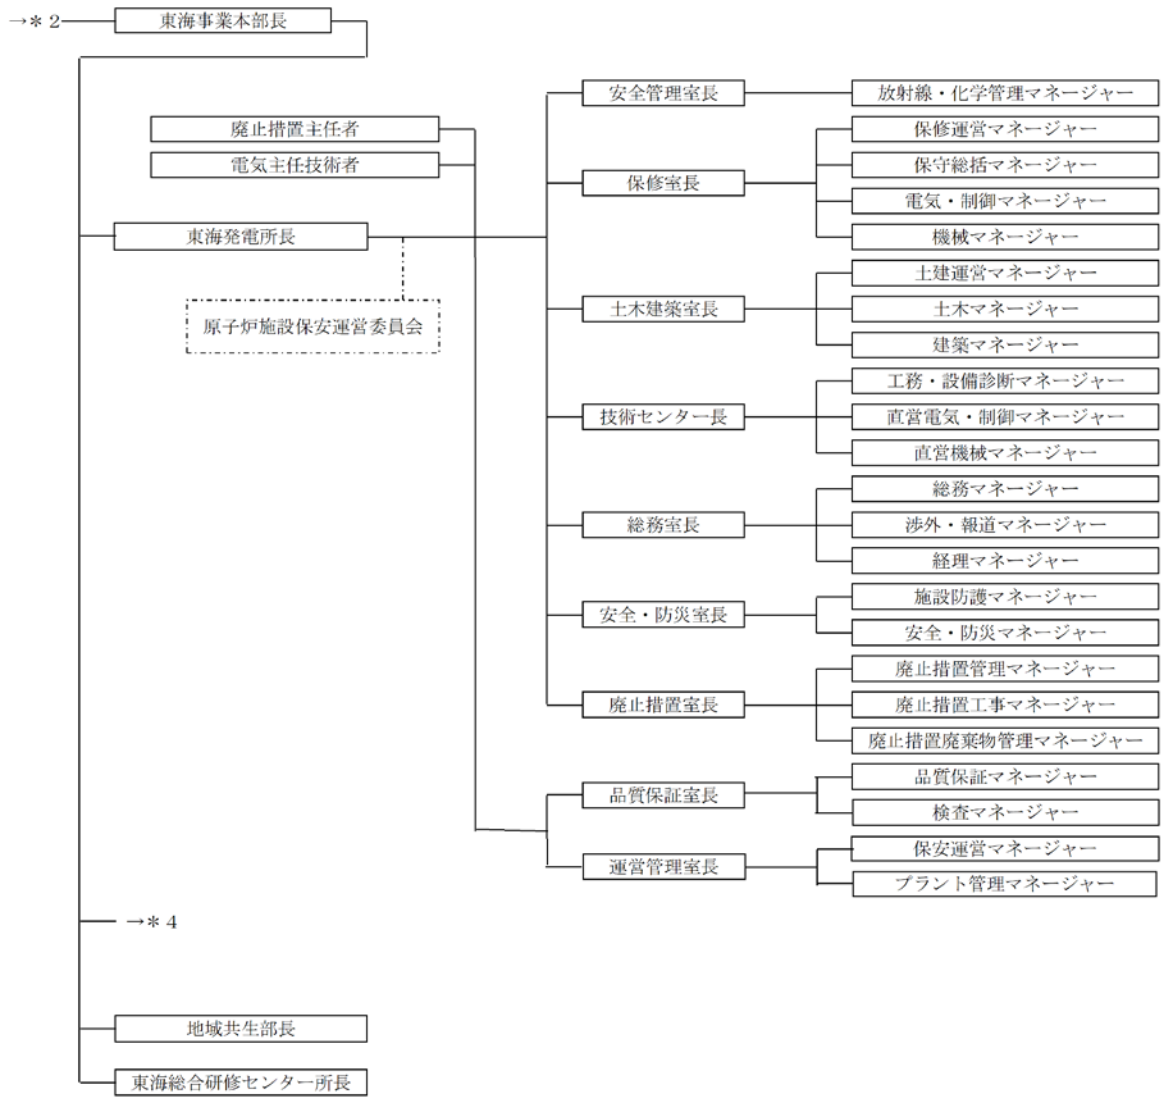 →＊２
東海事業本部長
安全管理室長
放射線・化学管理マネージャー
廃止措置主任者
保修運営マネージャー
電気主任技術者
保守総括マネージャー
保修室長
電気・制御マネージャー
東海発電所長
機械マネージャー
土建運営マネージャー
土木建築室長
土木マネージャー
原子炉施設保安運営委員会
建築マネージャー
工務・設備診断マネージャー
技術センター長
直営電気・制御マネージャー
直営機械マネージャー
総務マネージャー
総務室長
渉外・報道マネージャー
経理マネージャー
施設防護マネージャー
安全・防災室長
安全・防災マネージャー
廃止措置管理マネージャー
廃止措置室長
廃止措置工事マネージャー
廃止措置廃棄物管理マネージャー
品質保証マネージャー
品質保証室長
検査マネージャー
保安運営マネージャー
運営管理室長
プラント管理マネージャー
→＊４
地域共生部長
東海総合研修センター所長